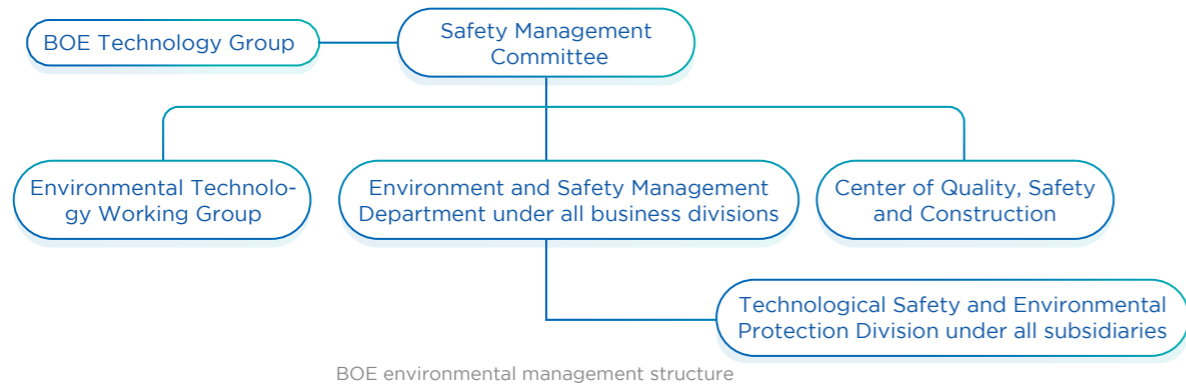 BOE Technology Group
Safety Management
Committee
Environmental Technolo-
gy Working Group
Environment and Safety Management
Department under all business divisions
Center of Quality, Safety
and Construction
Technological Safety and Environmental
Protection Division under all subsidiaries
BOE environmental management structure